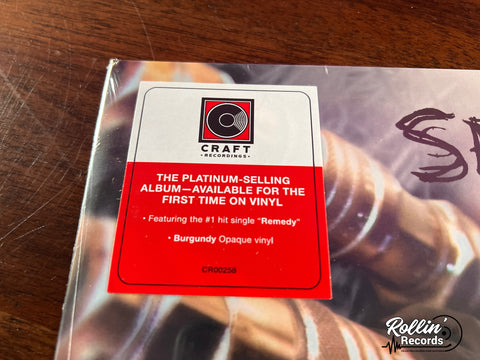 CRAFT
• RECORDINGS •
THE PLATINUM-SELLING
ALBUM—AVAILABLE FOR THE
FIRST TIME ON VINYL
• Featuring the #1 hit single "Remedy"
• Burgundy Opaque vinyl
CR00258
Rollin'
Records